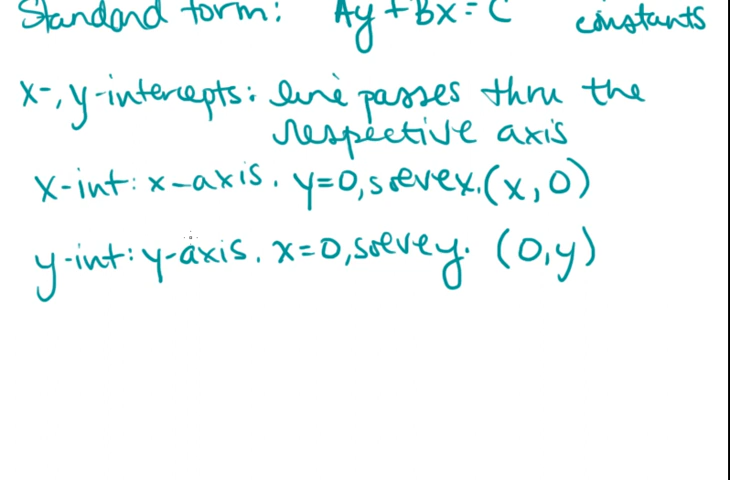 Standard form: Ay + Bx = C constants
x-, y-intercepts: line passes thru the
respective axis
x-int: x-axis. y=0, solve x. (x, 0)
y-int: y-axis. x=0, solve y. (0, y)